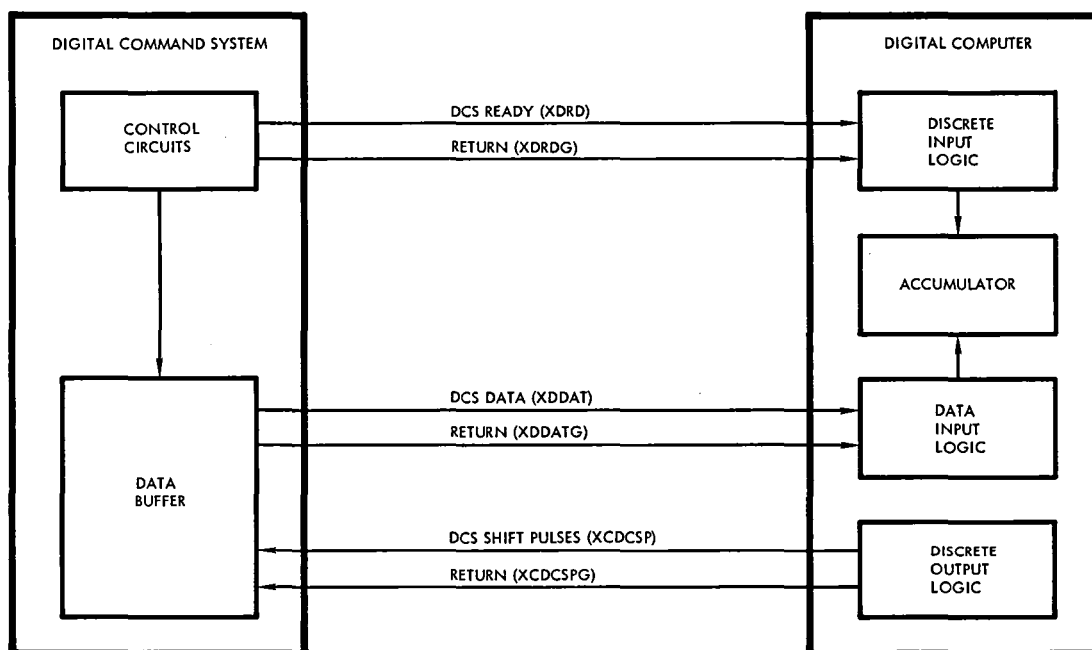 DIGITAL COMMAND SYSTEM
DIGITAL COMPUTER
CONTROL
CIRCUITS
DCS READY (XDRD)
RETURN (XDRDG)
DISCRETE
INPUT
LOGIC
ACCUMULATOR
DATA
BUFFER
DCS DATA (XDDAT)
RETURN (XDDATG)
DATA
INPUT
LOGIC
DCS SHIFT PULSES (XCDCSP)
RETURN (XCDCSPG)
DISCRETE
OUTPUT
LOGIC